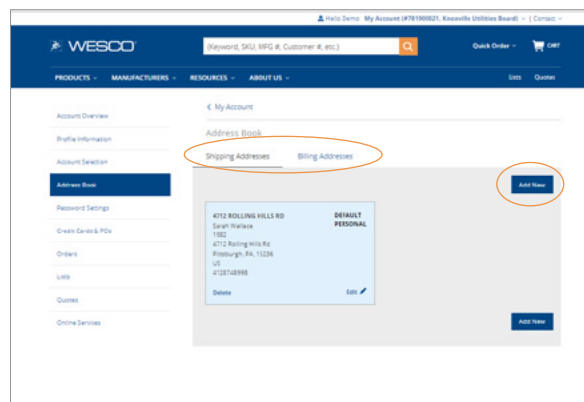 Hello Demo My Account (#781900021, Knoxville Utilities Board) | Contact
WESCO
(Keyword, SKU, MFG #, Customer #, etc.)
Quick Order
CART
PRODUCTS MANUFACTURERS RESOURCES ABOUT US Lists Quotes
< My Account
Account Overview
Address Book
Profile Information
Shipping Addresses Billing Addresses
Account Selection
Address Book
Add New
Password Settings
Credit Cards & POs
Orders
Lists
Quotes
Online Services
4712 ROLLING HILLS RD DEFAULT
Sarah Wallace PERSONAL
1982
4712 Rolling Hills Rd
Pittsburgh, PA, 15236
US
4128748998
Delete Edit
Add New